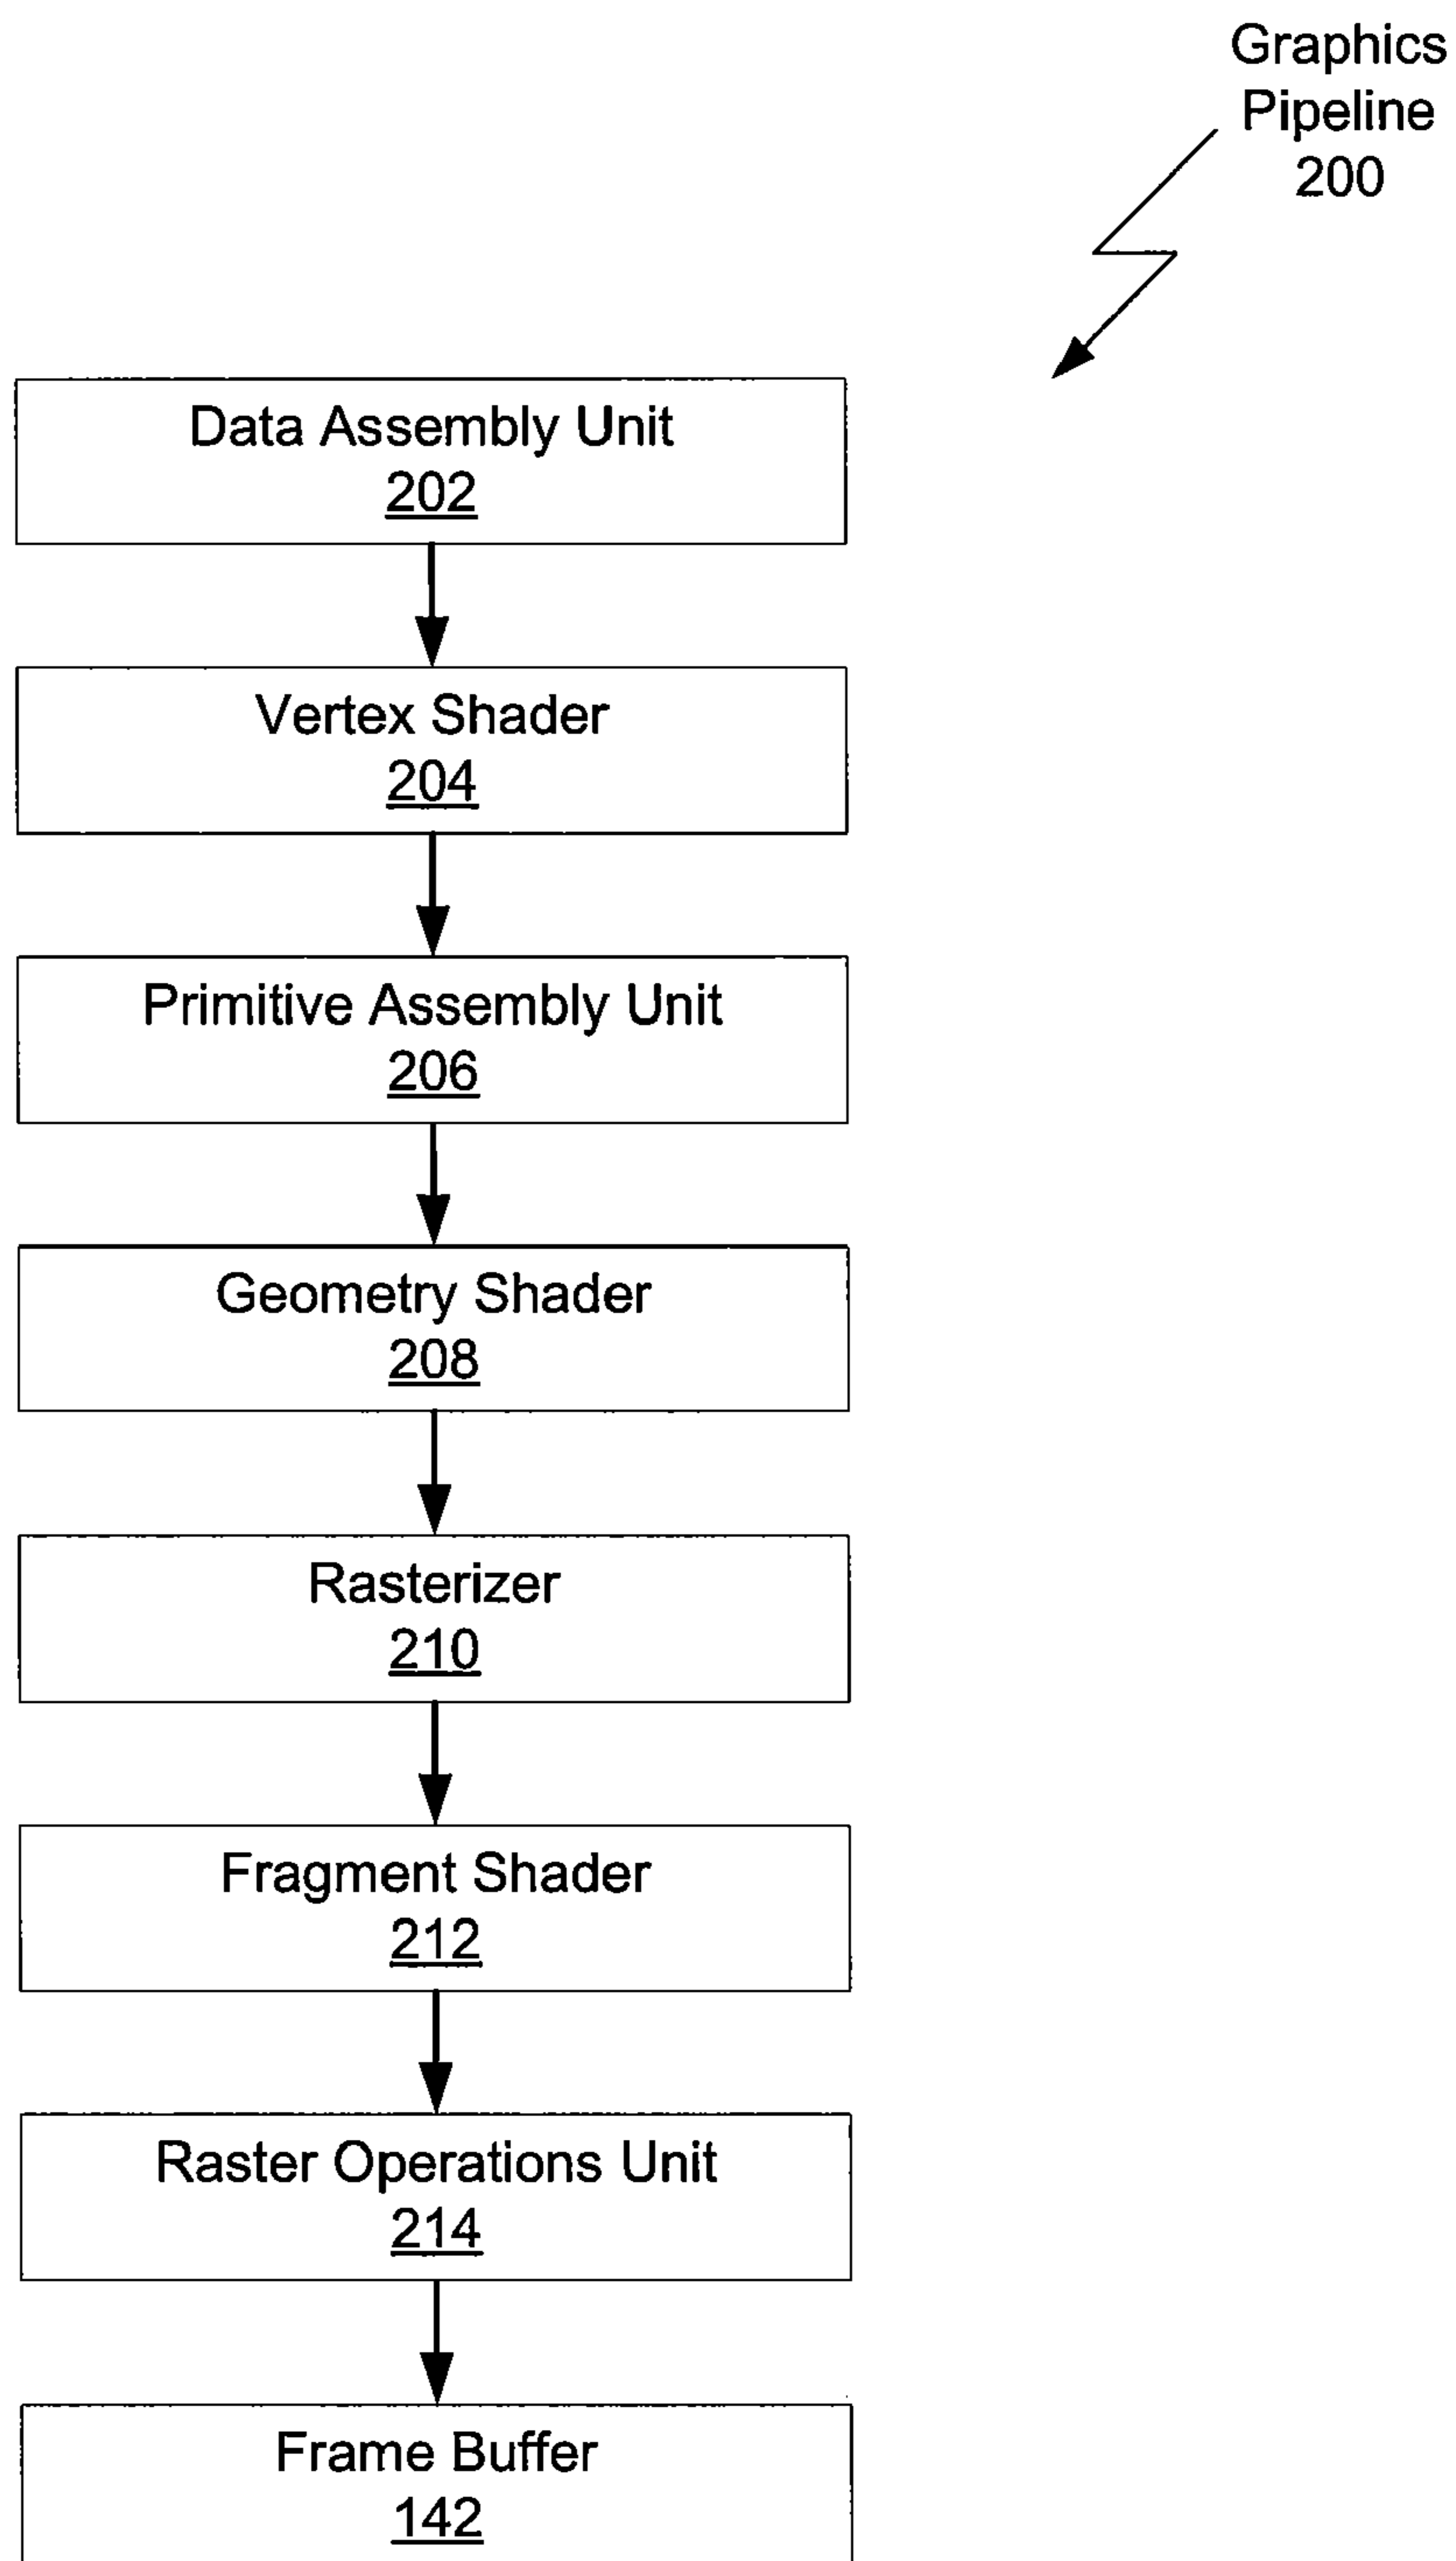 Graphics
Pipeline
200
Data Assembly Unit
202
Vertex Shader
204
Primitive Assembly Unit
206
Geometry Shader
208
Rasterizer
210
Fragment Shader
212
Raster Operations Unit
214
Frame Buffer
142